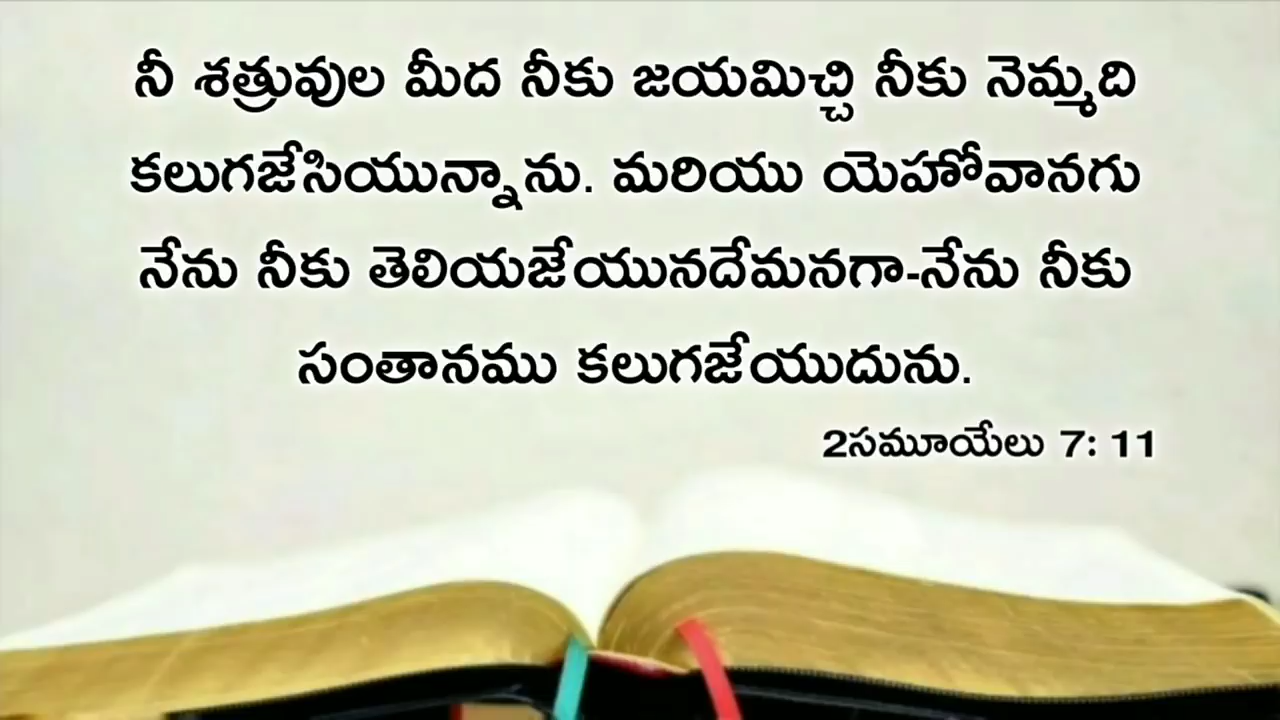 నీ శత్రువుల మీద నీకు జయమిచ్చి నీకు నెమ్మది
కలుగజేసియున్నాను. మరియు యెహోవానగు
నేను నీకు తెలియజేయునదేమనగా-నేను నీకు
సంతానము కలుగజేయుదును.
2సమూయేలు 7: 11